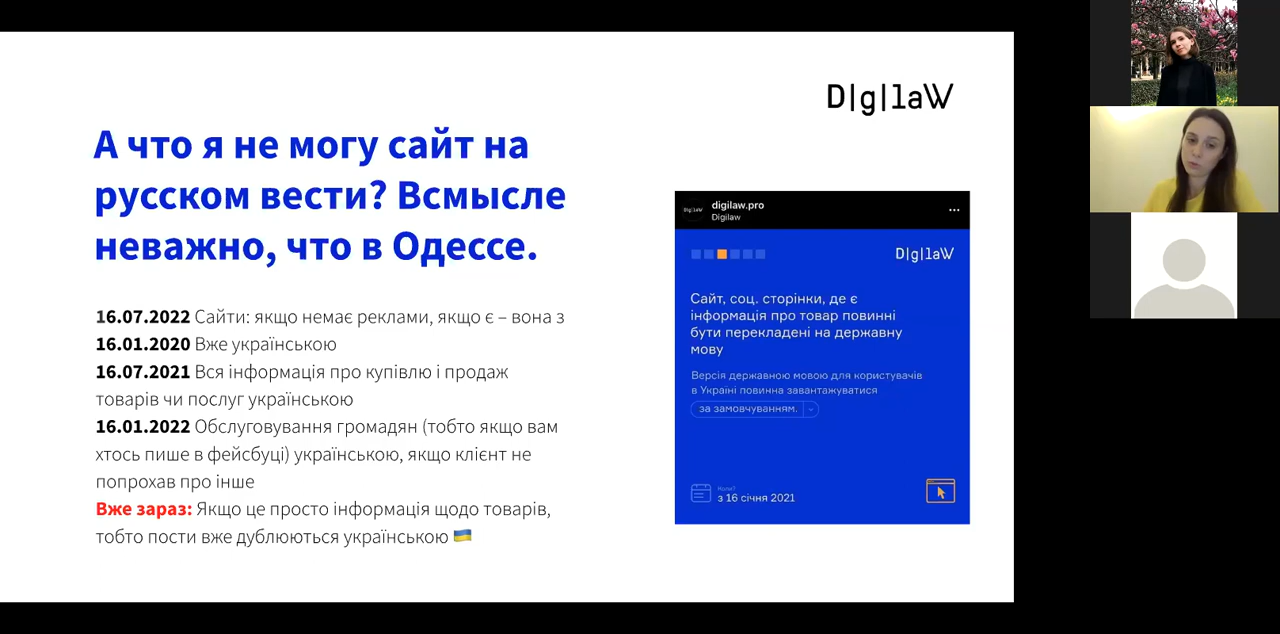 D|g|laW
А что я не могу сайт на
русском вести? Всмысле
неважно, что в Одессе.
16.07.2022 Сайти: якщо немає реклами, якщо є – вона з
16.01.2020 Вже українською
16.07.2021 Вся інформація про купівлю і продаж
товарів чи послуг українською
16.01.2022 Обслуговування громадян (тобто якщо вам
хтось пише в фейсбуці) українською, якщо клієнт не
попрохав про інше
Вже зараз: Якщо це просто інформація щодо товарів,
тобто пости вже дублюються українською 🇺🇦
D|g|laW
digilaw.pro
Digilaw
D|g|laW
Сайт, соц. сторінки, де є
інформація про товар повинні
бути перекладені на державну
мову
Версія державною мовою для користувачів
в Україні повинна завантажуватися
за замовчуванням.
Коли?
з 16 січня 2021